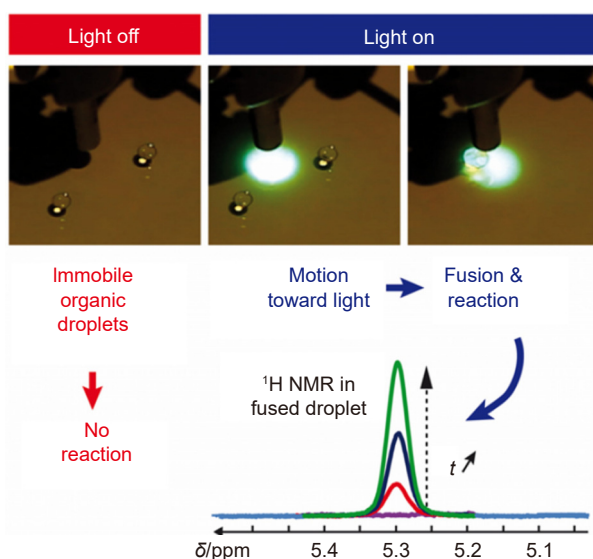 Light off
Light on
Immobile
organic
droplets
Motion
toward light
Fusion &
reaction
¹H NMR in
fused droplet
No
reaction
t
δ/ppm 5.4 5.3 5.2 5.1